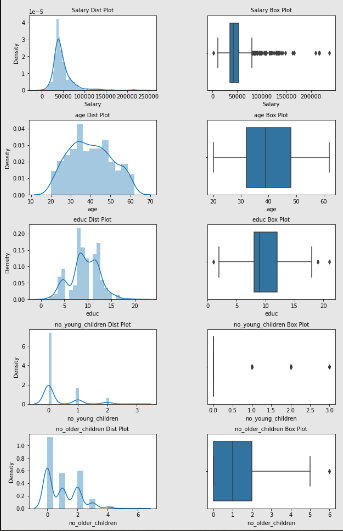 Salary Dist Plot
Salary Box Plot
1e−5
4
3
2
1
0
Density
0 50000 100000 150000 200000 250000
Salary
0 50000 100000 150000 200000
Salary
age Dist Plot
age Box Plot
0.04
0.03
0.02
0.01
0.00
Density
10 20 30 40 50 60 70
age
20 30 40 50 60
age
educ Dist Plot
educ Box Plot
0.20
0.15
0.10
0.05
0.00
Density
0 5 10 15 20
educ
0 5 10 15 20
educ
no_young_children Dist Plot
no_young_children Box Plot
6
4
2
0
Density
0 1 2 3
no_young_children
0.0 0.5 1.0 1.5 2.0 2.5 3.0
no_young_children
no_older_children Dist Plot
no_older_children Box Plot
1.0
0.8
0.6
0.4
0.2
0.0
Density
0 2 4 6
no_older_children
0 1 2 3 4 5 6
no_older_children